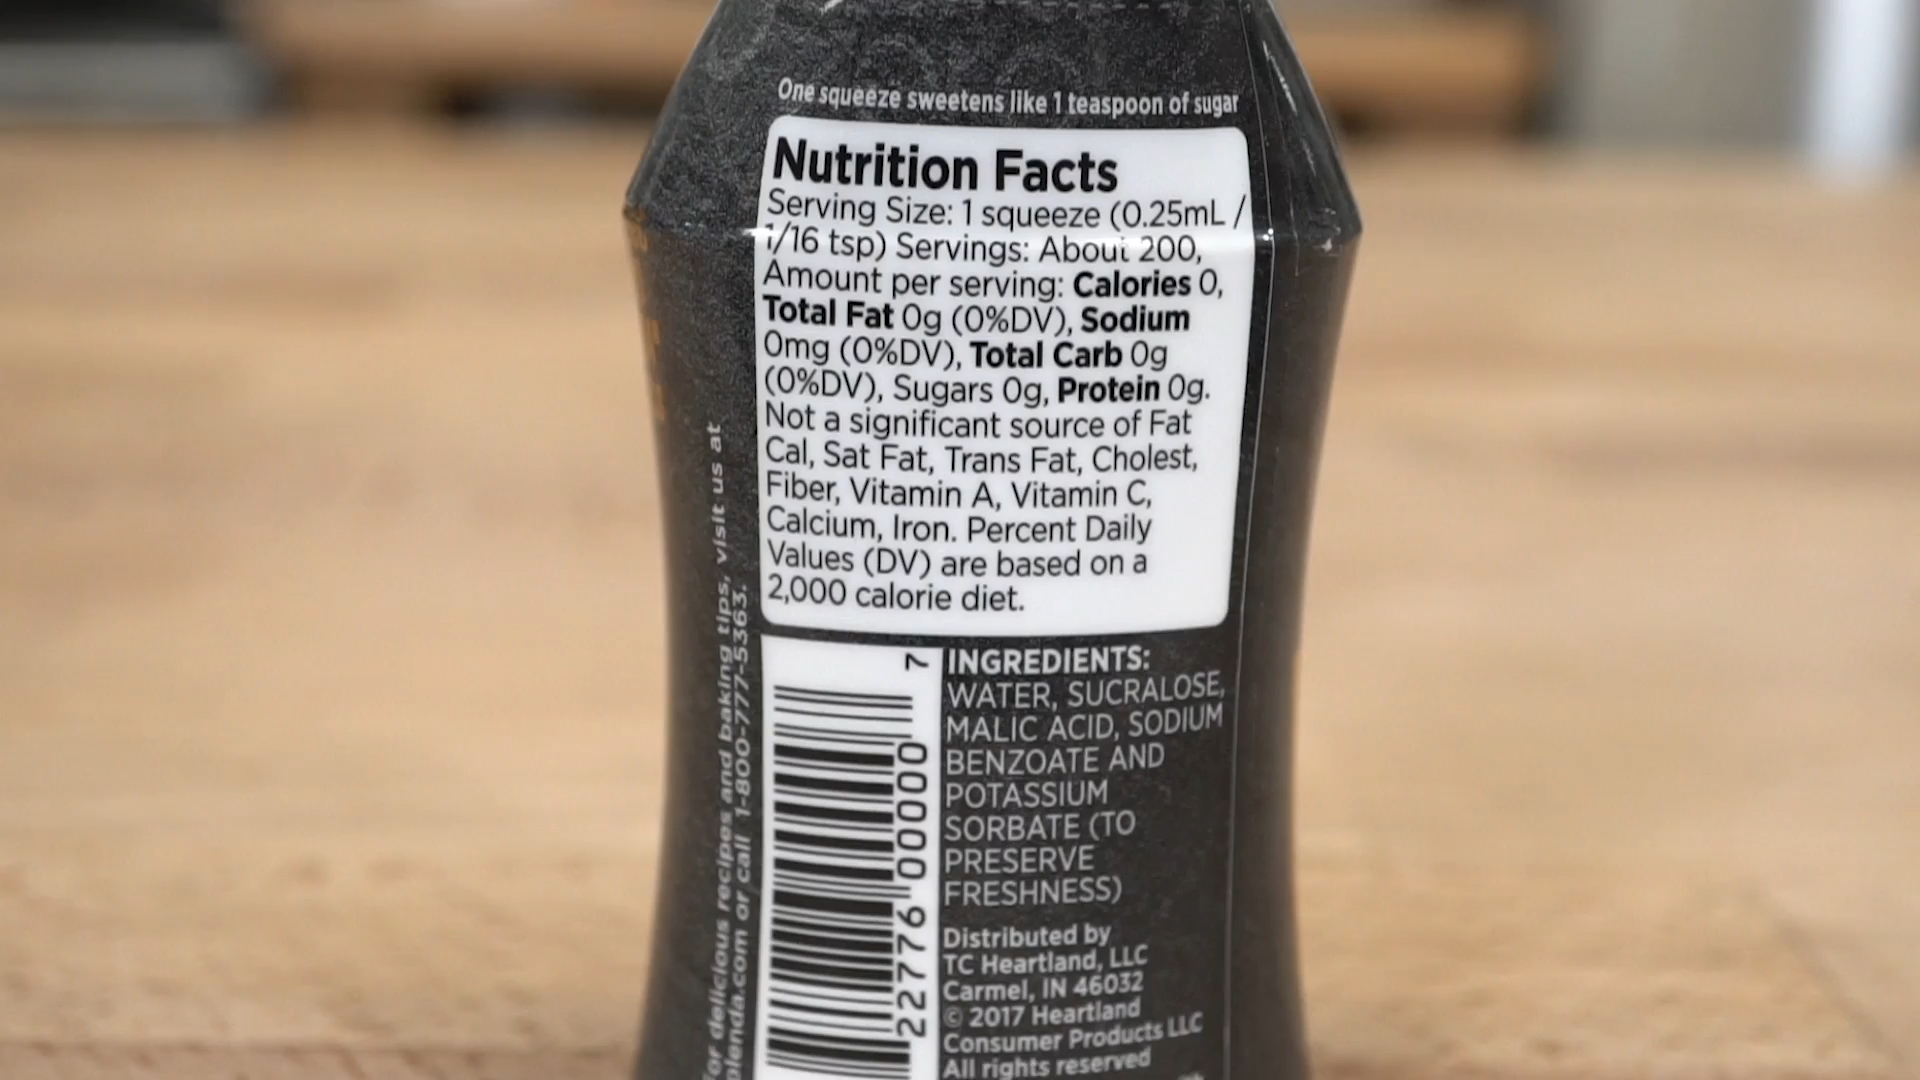 One squeeze sweetens like 1 teaspoon of sugar
Nutrition Facts
Serving Size: 1 squeeze (0.25mL /
1/16 tsp) Servings: About 200,
Amount per serving: Calories 0,
Total Fat 0g (0%DV), Sodium
0mg (0%DV), Total Carb 0g
(0%DV), Sugars 0g, Protein 0g.
Not a significant source of Fat
Cal, Sat Fat, Trans Fat, Cholest,
Fiber, Vitamin A, Vitamin C,
Calcium, Iron. Percent Daily
Values (DV) are based on a
2,000 calorie diet.
INGREDIENTS:
WATER, SUCRALOSE,
MALIC ACID, SODIUM
BENZOATE AND
POTASSIUM
SORBATE (TO
PRESERVE
FRESHNESS)
Distributed by
TC Heartland, LLC
Carmel, IN 46032
© 2017 Heartland
Consumer Products LLC
All rights reserved
22776 00000 7
For delicious recipes and baking tips, visit us at
plenda.com or call 1-800-777-5363.